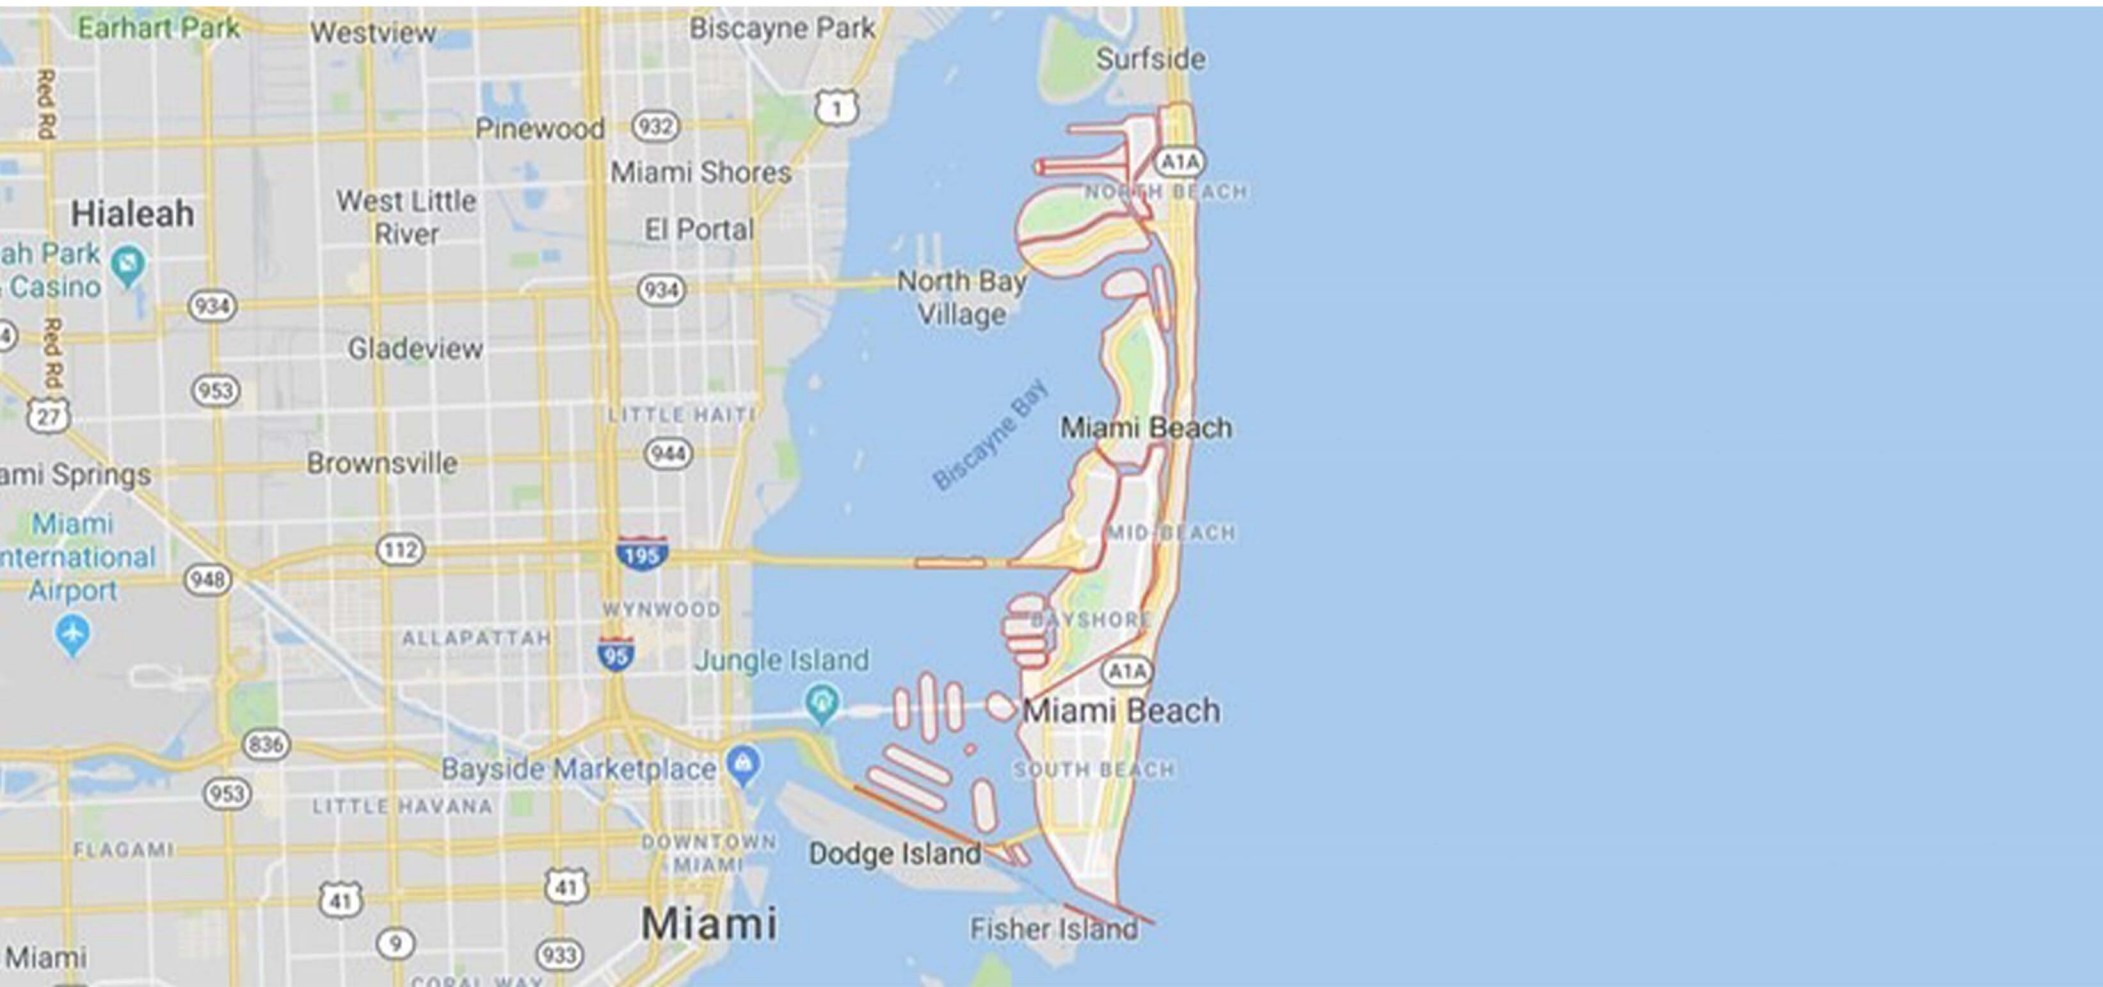 Earhart Park
Westview
Biscayne Park
Surfside
Red Rd
1
Pinewood
932
Miami Shores
A1A
NORTH BEACH
Hialeah
West Little
River
El Portal
ah Park
Casino
934
934
North Bay
Village
Red Rd
4
Gladeview
953
27
LITTLE HAITI
Biscayne Bay
Miami Beach
944
Brownsville
ami Springs
Miami
nternational
Airport
112
195
MID-BEACH
948
WYNWOOD
BAYSHORE
ALLAPATTAH
95
Jungle Island
A1A
Miami Beach
836
Bayside Marketplace
SOUTH BEACH
953
LITTLE HAVANA
FLAGAMI
DOWNTOWN
MIAMI
Dodge Island
41
41
Miami
Fisher Island
9
933
Miami
CORAL WAY